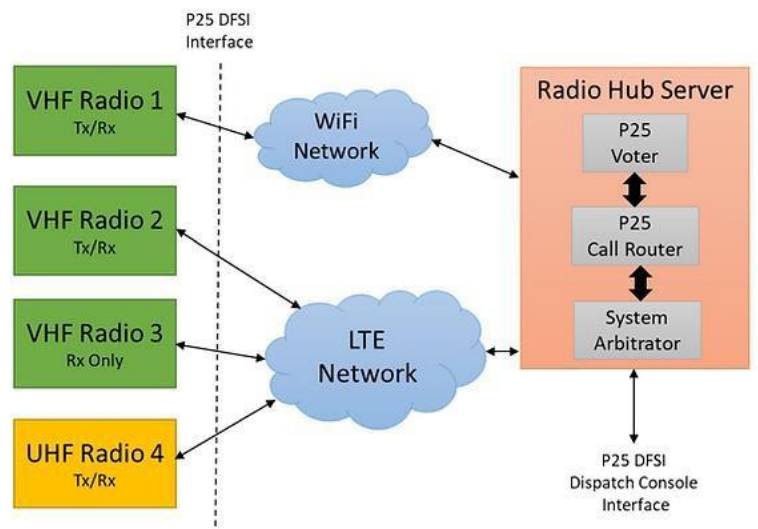 P25 DFSI
Interface
VHF Radio 1
Tx/Rx
VHF Radio 2
Tx/Rx
VHF Radio 3
Rx Only
UHF Radio 4
Tx/Rx
WiFi
Network
LTE
Network
Radio Hub Server
P25
Voter
P25
Call Router
System
Arbitrator
P25 DFSI
Dispatch Console
Interface